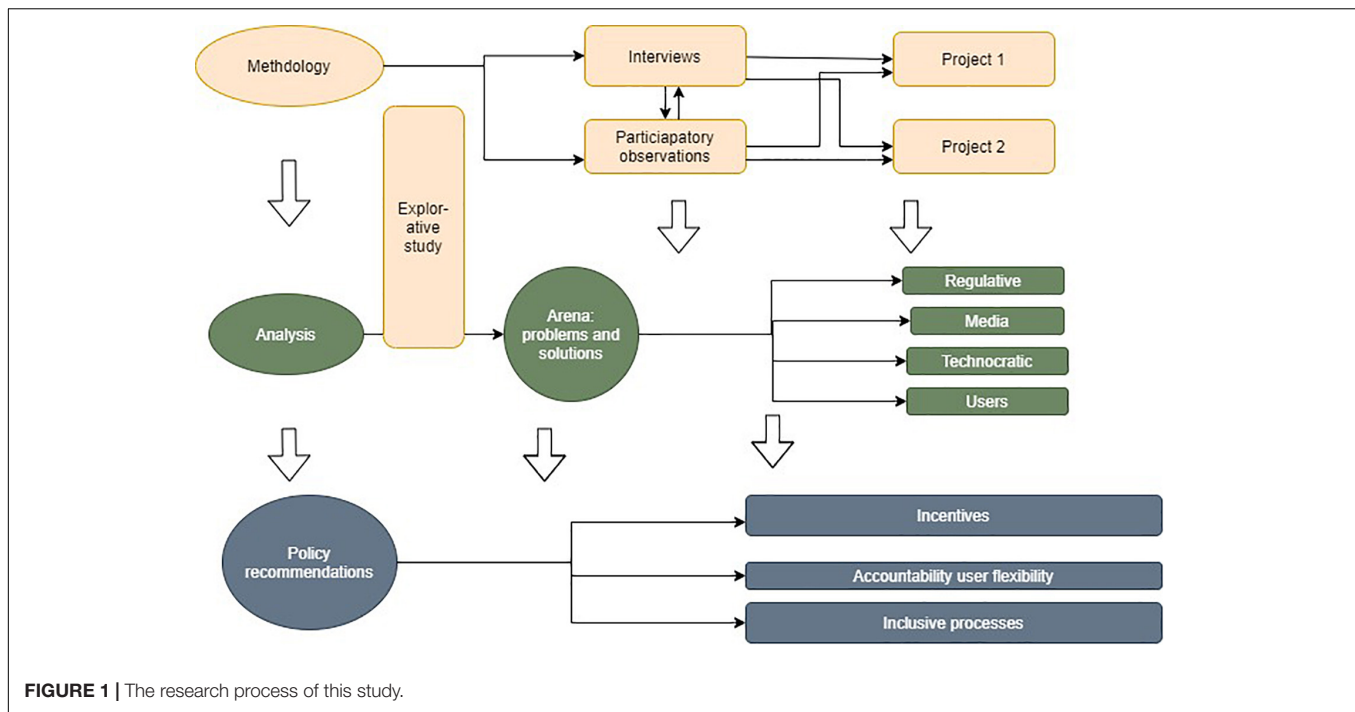 Methdology
Interviews
Project 1
Particiapatory
observations
Project 2
Explor-
ative
study
Analysis
Arena:
problems and
solutions
Regulative
Media
Technocratic
Users
Policy
recommendations
Incentives
Accountability user flexibility
Inclusive processes
FIGURE 1 | The research process of this study.